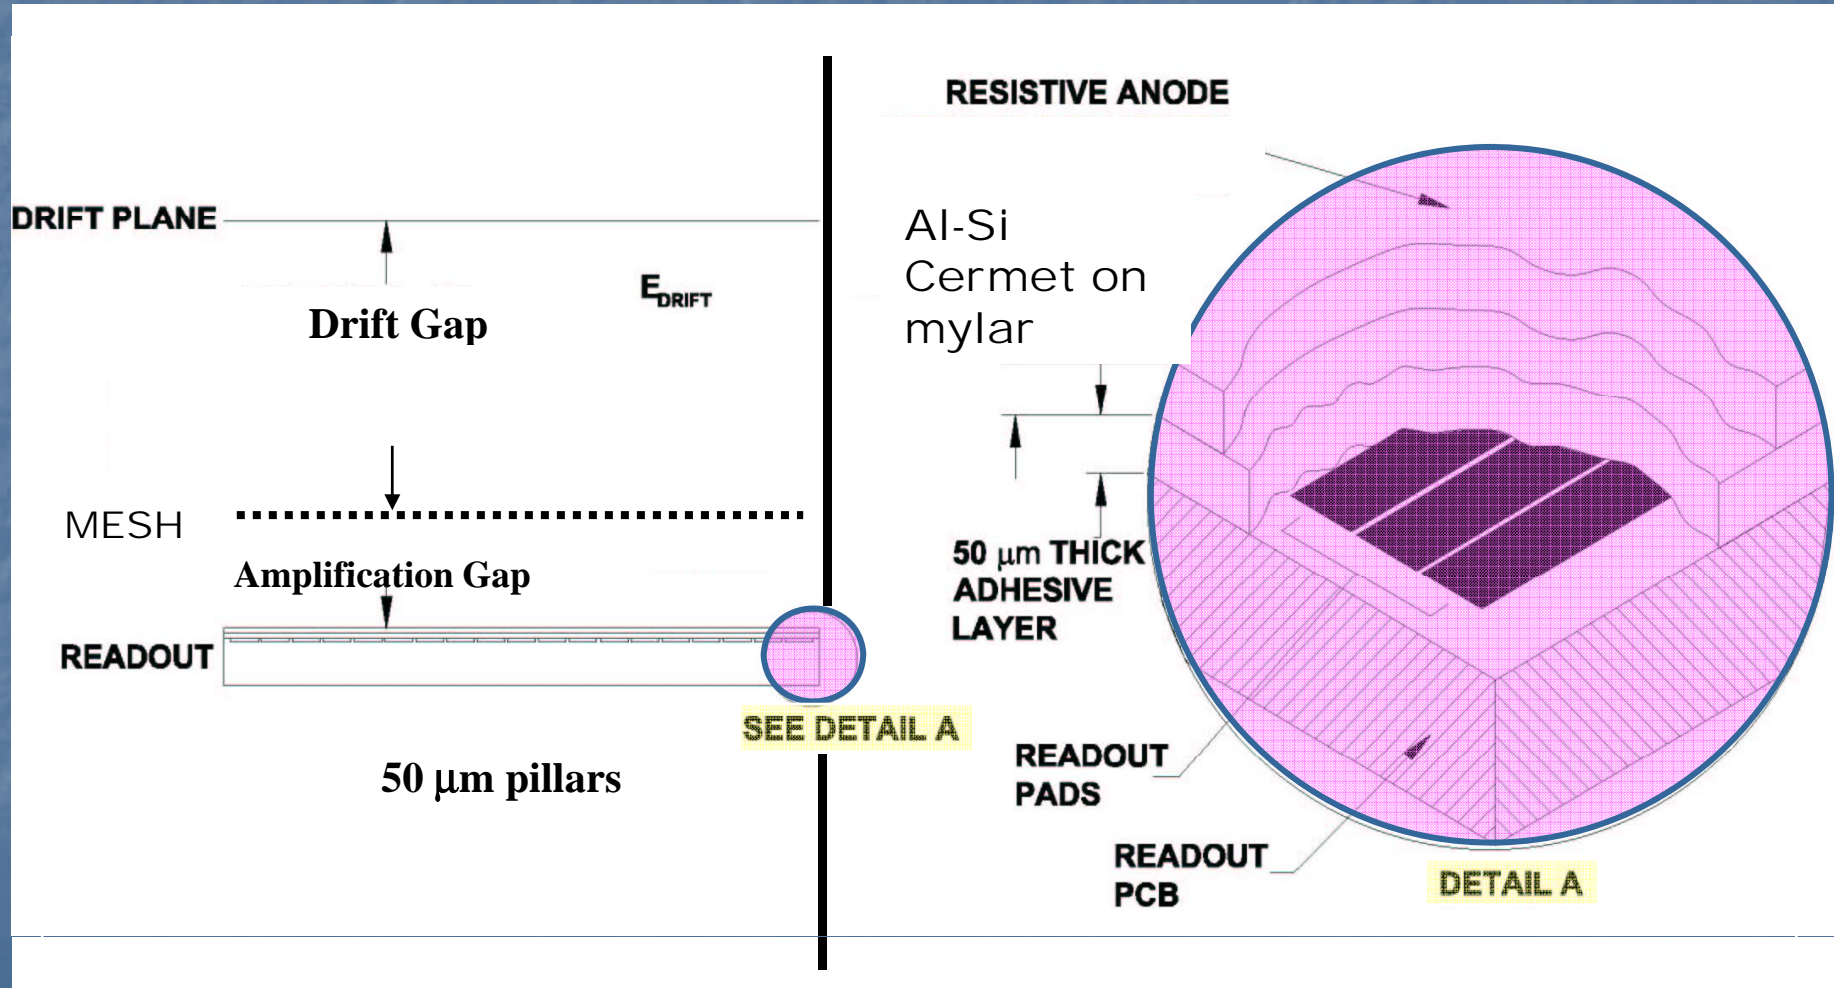 DRIFT PLANE
E DRIFT
Drift Gap
MESH
Amplification Gap
READOUT
SEE DETAIL A
50 μm pillars
RESISTIVE ANODE
Al-Si
Cermet on
mylar
50 μm THICK
ADHESIVE
LAYER
READOUT
PADS
READOUT
PCB
DETAIL A